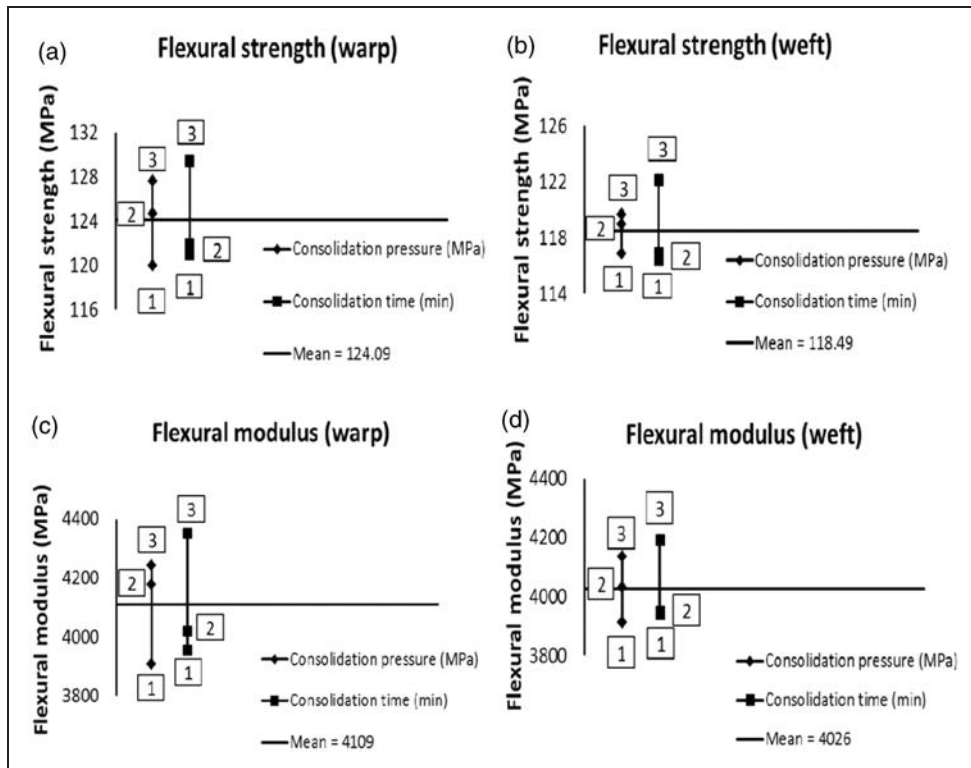 (a)
Flexural strength (warp)
Flexural strength (MPa)
132
128
124
120
116
3
2
1
3
2
1
Consolidation pressure (MPa)
Consolidation time (min)
Mean = 124.09
(b)
Flexural strength (weft)
Flexural strength (MPa)
126
122
118
114
3
2
1
3
2
1
Consolidation pressure (MPa)
Consolidation time (min)
Mean = 118.49
(c)
Flexural modulus (warp)
Flexural modulus (MPa)
4400
4200
4000
3800
3
2
1
3
2
1
Consolidation pressure (MPa)
Consolidation time (min)
Mean = 4109
(d)
Flexural modulus (weft)
Flexural modulus (MPa)
4400
4200
4000
3800
3
2
1
3
2
1
Consolidation pressure (MPa)
Consolidation time (min)
Mean = 4026